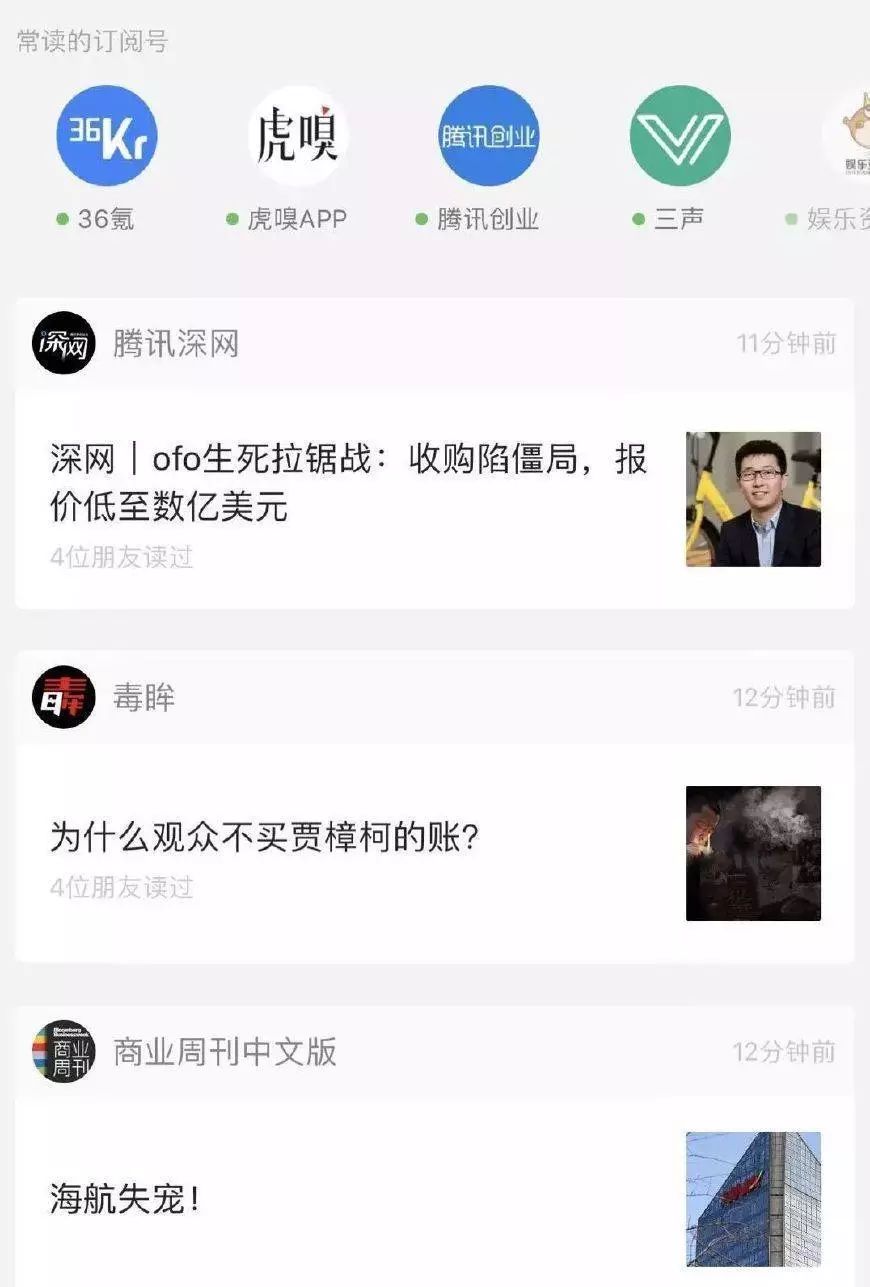 常读的订阅号
36Kr
虎嗅
腾讯创业
36氪
虎嗅APP
腾讯创业
三声
娱乐资
深网
腾讯深网
11分钟前
深网｜ofo生死拉锯战：收购陷僵局，报
价低至数亿美元
4位朋友读过
毒眸
毒眸
12分钟前
为什么观众不买贾樟柯的账？
4位朋友读过
Bloomberg
Businessweek
商业
周刊
商业周刊中文版
12分钟前
海航失宠！